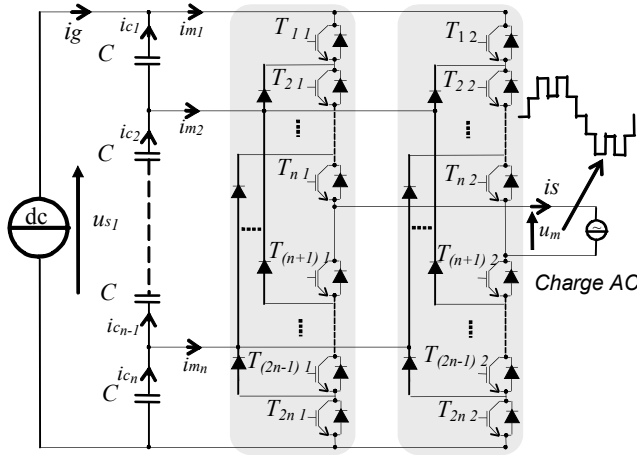 ig
ic1
im1
T1 1
T1 2
C
T2 1
T2 2
ic2
im2
C
Tn 1
Tn 2
is
dc
us1
um
~
T(n+1) 1
T(n+1) 2
Charge AC
C
icn-1
imn
T(2n-1) 1
T(2n-1) 2
icn
C
T2n 1
T2n 2